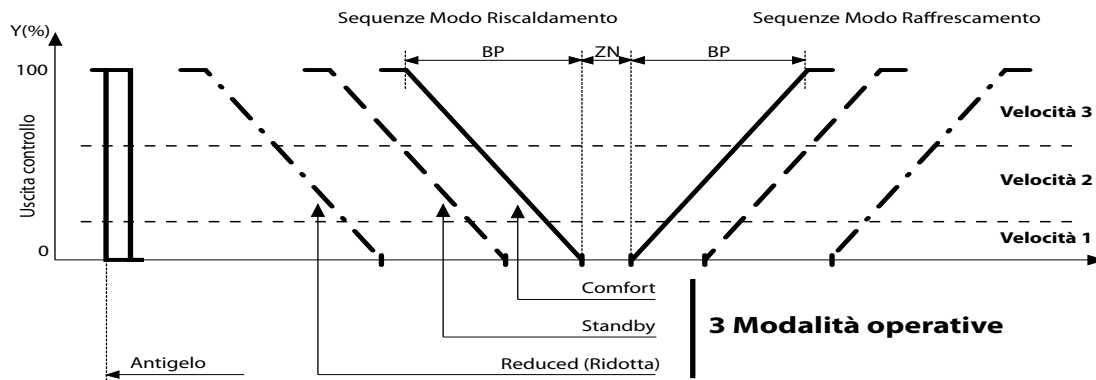 Sequenze Modo Riscaldamento
Sequenze Modo Raffrescamento
Y(%)
BP
ZN
BP
100
Velocità 3
Uscita controllo
Velocità 2
Velocità 1
0
Comfort
Standby
3 Modalità operative
Antigelo
Reduced (Ridotta)